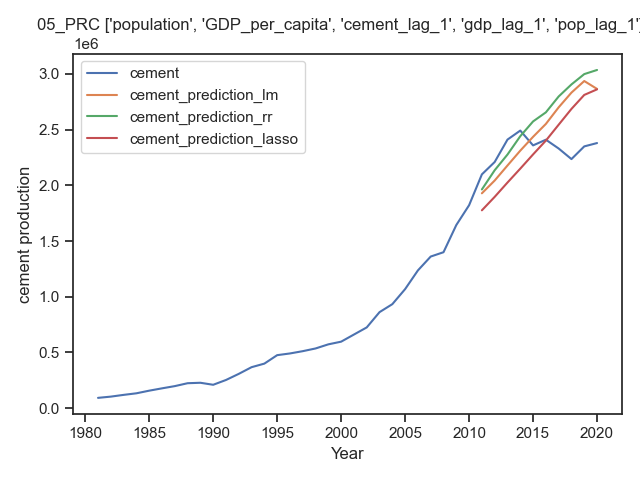 05_PRC ['population', 'GDP_per_capita', 'cement_lag_1', 'gdp_lag_1', 'pop_lag_1']
1e6
cement
cement_prediction_lm
cement_prediction_rr
cement_prediction_lasso
3.0
2.5
2.0
1.5
1.0
0.5
0.0
cement production
1980 1985 1990 1995 2000 2005 2010 2015 2020
Year